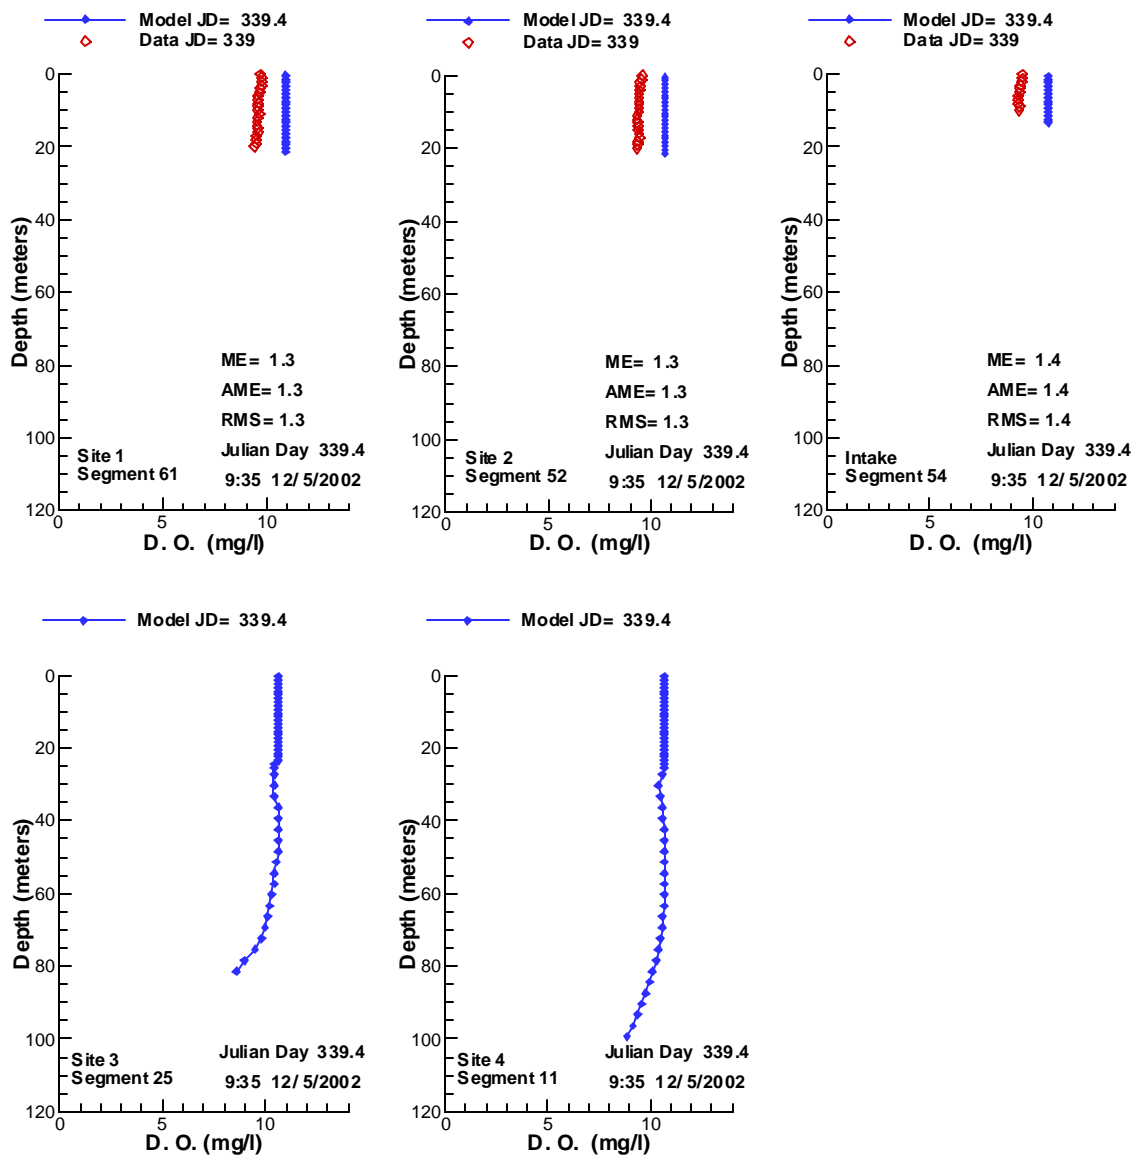 Model JD= 339.4
Data JD= 339
0
20
40
60
80
100
120
Depth (meters)
ME= 1.3
AME= 1.3
RMS= 1.3
Julian Day 339.4
9:35 12/5/2002
Site 1
Segment 61
0 5 10
D. O. (mg/l)
Model JD= 339.4
Data JD= 339
0
20
40
60
80
100
120
Depth (meters)
ME= 1.3
AME= 1.3
RMS= 1.3
Julian Day 339.4
9:35 12/5/2002
Site 2
Segment 52
0 5 10
D. O. (mg/l)
Model JD= 339.4
Data JD= 339
0
20
40
60
80
100
120
Depth (meters)
ME= 1.4
AME= 1.4
RMS= 1.4
Julian Day 339.4
9:35 12/5/2002
Intake
Segment 54
0 5 10
D. O. (mg/l)
Model JD= 339.4
0
20
40
60
80
100
120
Depth (meters)
Site 3
Segment 25
Julian Day 339.4
9:35 12/5/2002
0 5 10
D. O. (mg/l)
Model JD= 339.4
0
20
40
60
80
100
120
Depth (meters)
Site 4
Segment 11
Julian Day 339.4
9:35 12/5/2002
0 5 10
D. O. (mg/l)